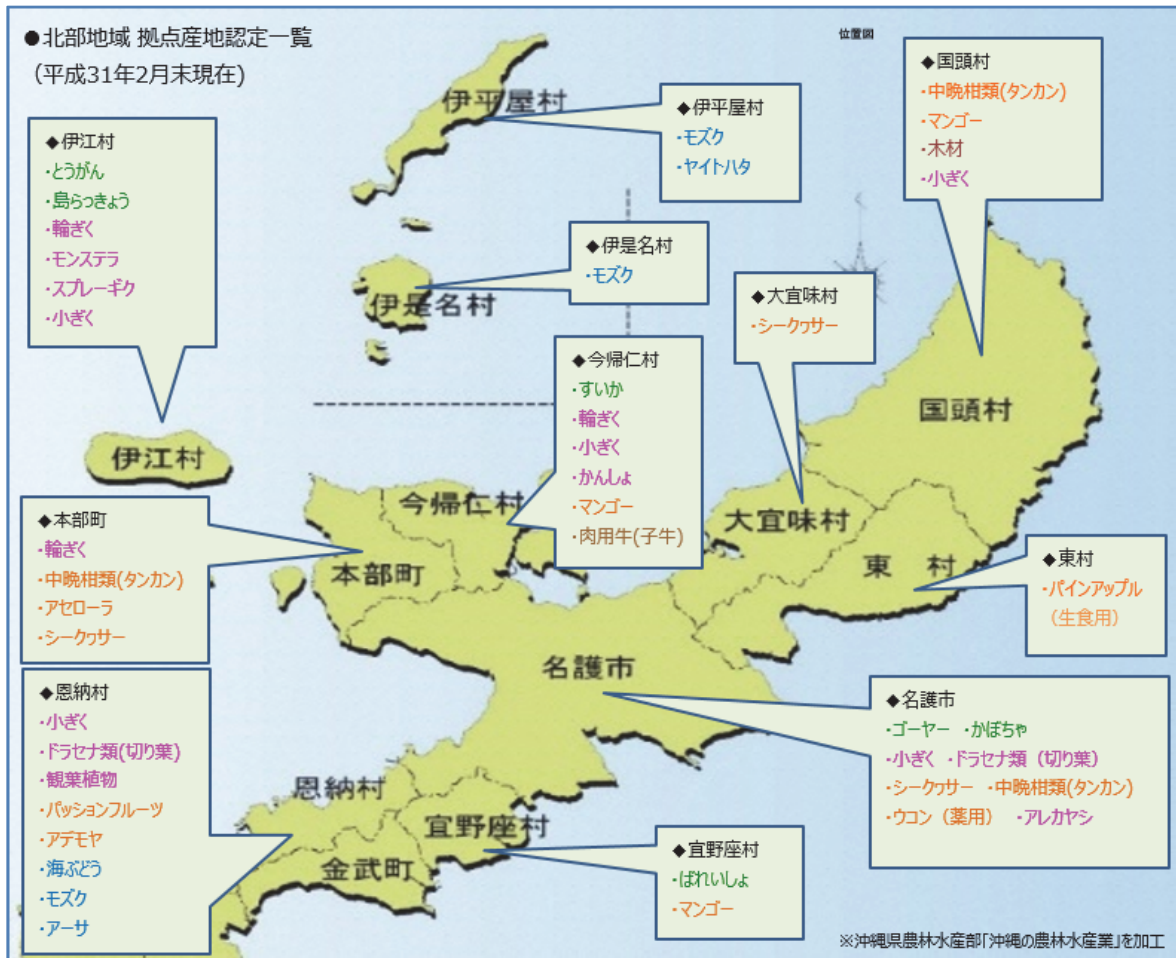 ●北部地域 拠点産地認定一覧
(平成31年2月末現在)
位置図
◆伊江村
・とうがん
・島らっきょう
・輪ぎく
・モンステラ
・スプレーギク
・小ぎく
伊平屋村
◆伊平屋村
・モズク
・ヤイトハタ
◆国頭村
・中晩柑類(タンカン)
・マンゴー
・木材
・小ぎく
◆伊是名村
・モズク
伊是名村
◆大宜味村
・シークヮサー
◆今帰仁村
・すいか
・輪ぎく
・小ぎく
・かんしょ
・マンゴー
・肉用牛(子牛)
国頭村
伊江村
今帰仁村
大宜味村
◆本部町
・輪ぎく
・中晩柑類(タンカン)
・アセローラ
・シークヮサー
本部町
東 村
◆東村
・パインアップル
(生食用)
名護市
◆恩納村
・小ぎく
・ドラセナ類(切り葉)
・観葉植物
・パッションフルーツ
・アテモヤ
・海ぶどう
・モズク
・アーサ
◆名護市
・ゴーヤー ・かぼちゃ
・小ぎく ・ドラセナ類(切り葉)
・シークヮサー ・中晩柑類(タンカン)
・ウコン(薬用) ・アレカヤシ
恩納村
宜野座村
金武町
◆宜野座村
・ばれいしょ
・マンゴー
※沖縄県農林水産部「沖縄の農林水産業」を加工